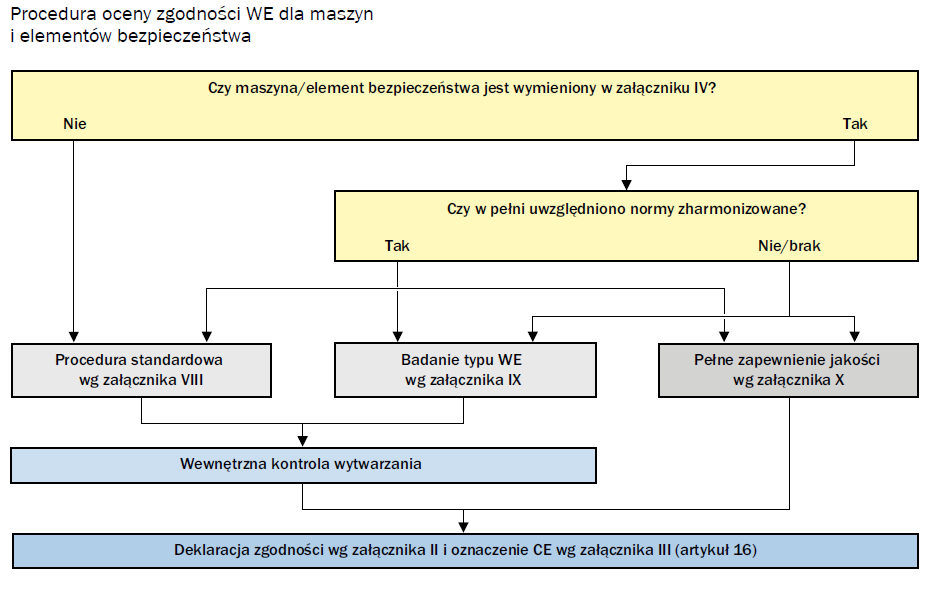 Procedura oceny zgodności WE dla maszyn
i elementów bezpieczeństwa
Czy maszyna/element bezpieczeństwa jest wymieniony w załączniku IV?
Nie
Tak
Czy w pełni uwzględniono normy zharmonizowane?
Tak
Nie/brak
Procedura standardowa
wg załącznika VIII
Badanie typu WE
wg załącznika IX
Pełne zapewnienie jakości
wg załącznika X
Wewnętrzna kontrola wytwarzania
Deklaracja zgodności wg załącznika II i oznaczenie CE wg załącznika III (artykuł 16)